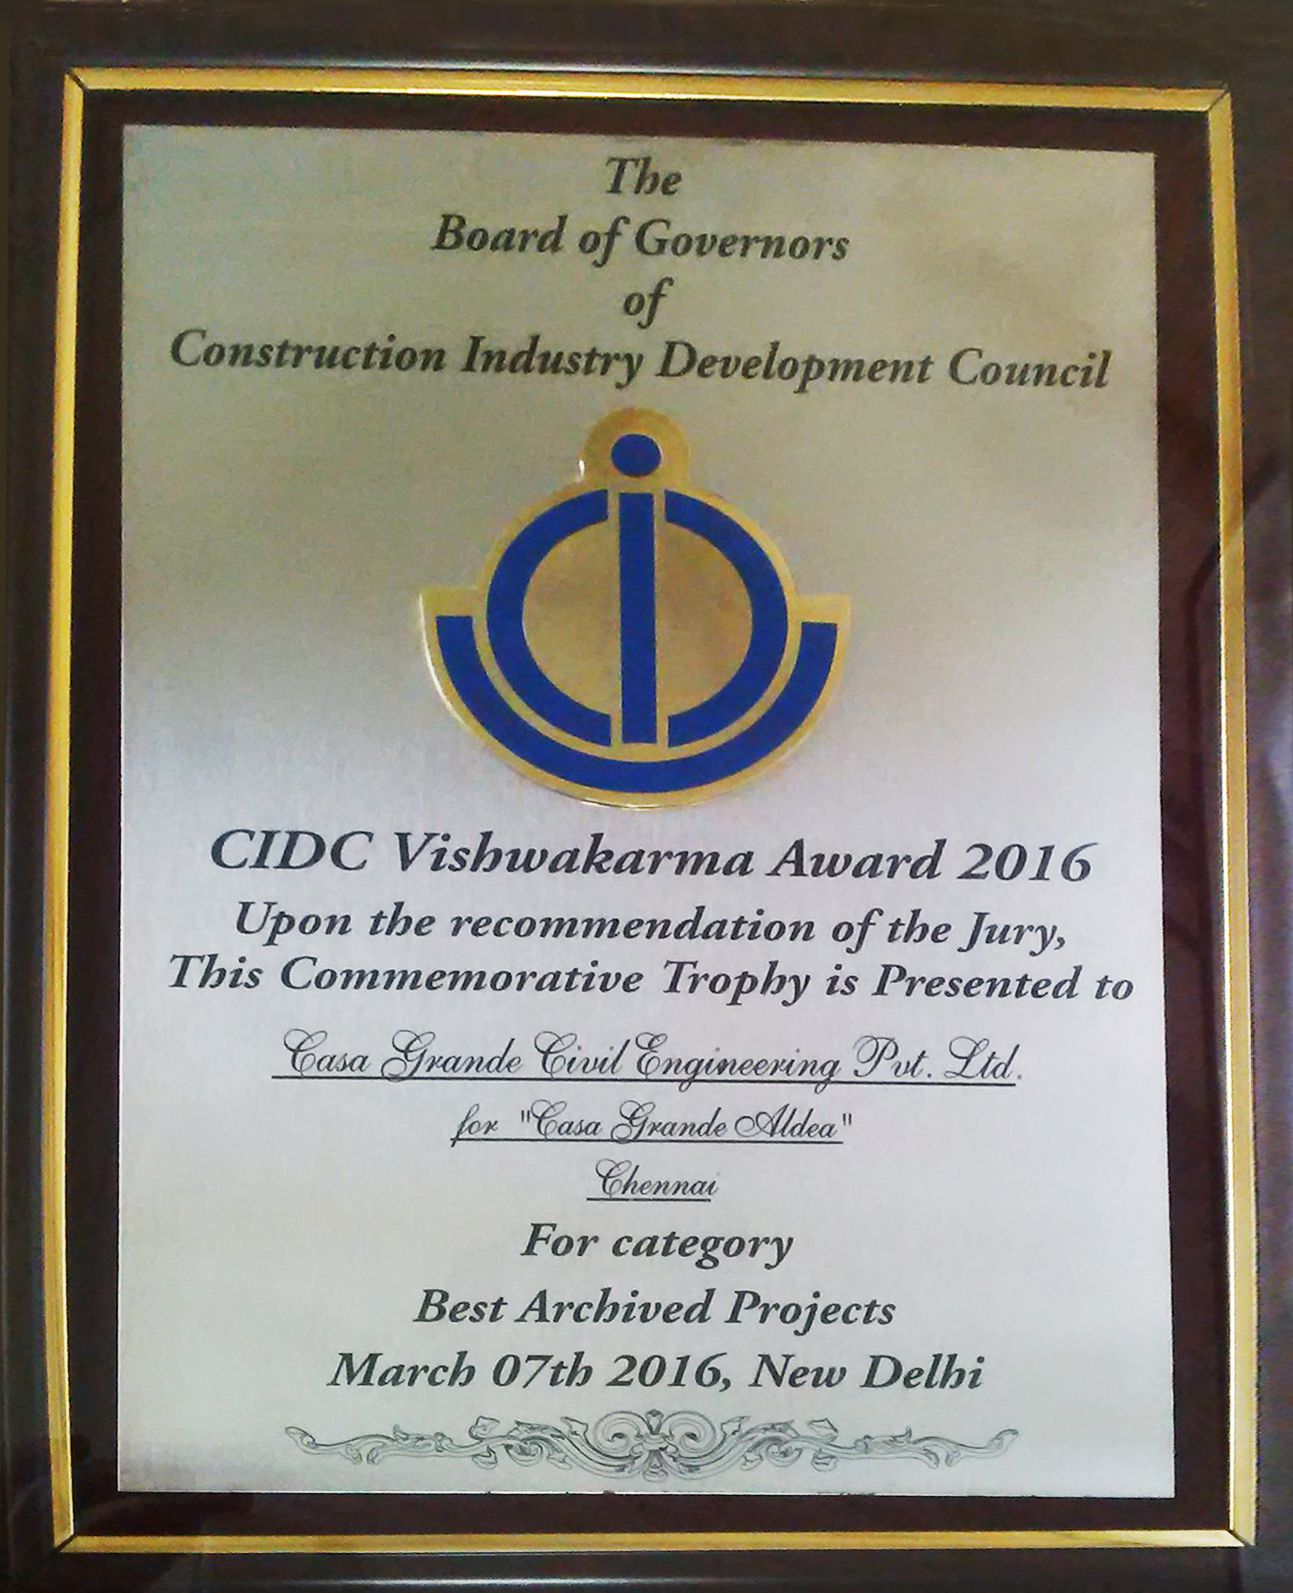 The
Board of Governors
of
Construction Industry Development Council
CIDC Vishwakarma Award 2016
Upon the recommendation of the Jury,
This Commemorative Trophy is Presented to
Casa Grande Civil Engineering Pvt. Ltd.
for "Casa Grande Aldea"
Chennai
For category
Best Archived Projects
March 07th 2016, New Delhi